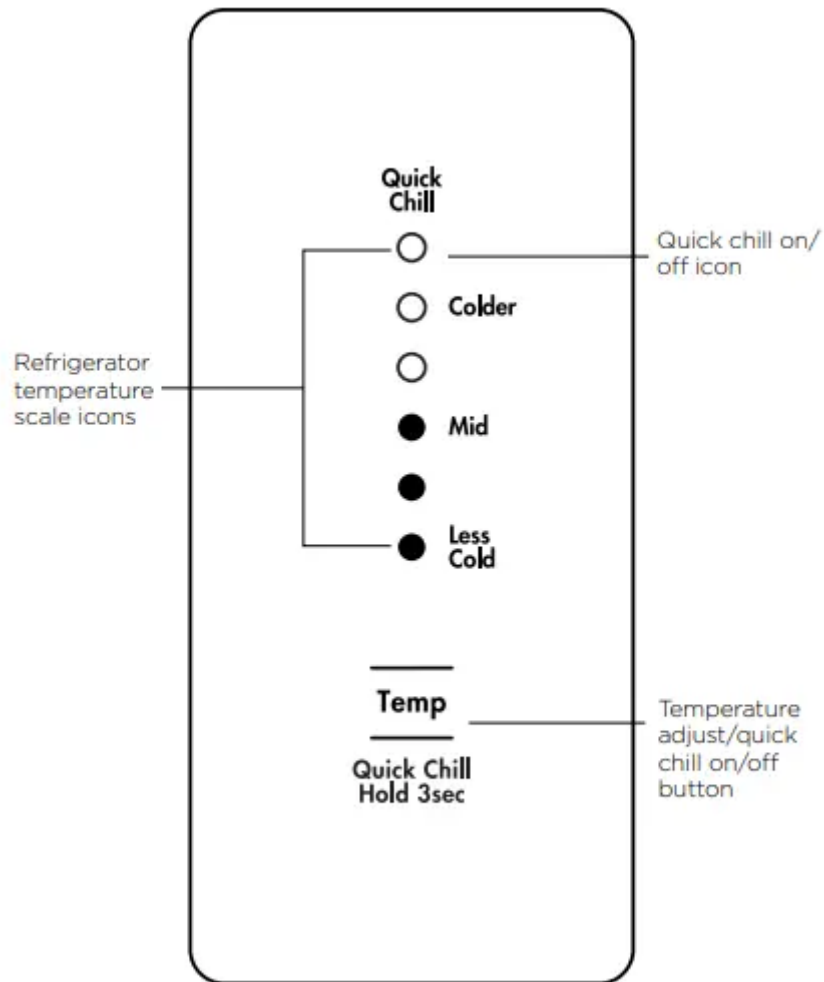 Quick
Chill
Quick chill on/
off icon
Colder
Refrigerator
temperature
scale icons
Mid
Less
Cold
Temp
Temperature
adjust/quick
chill on/off
button
Quick Chill
Hold 3sec